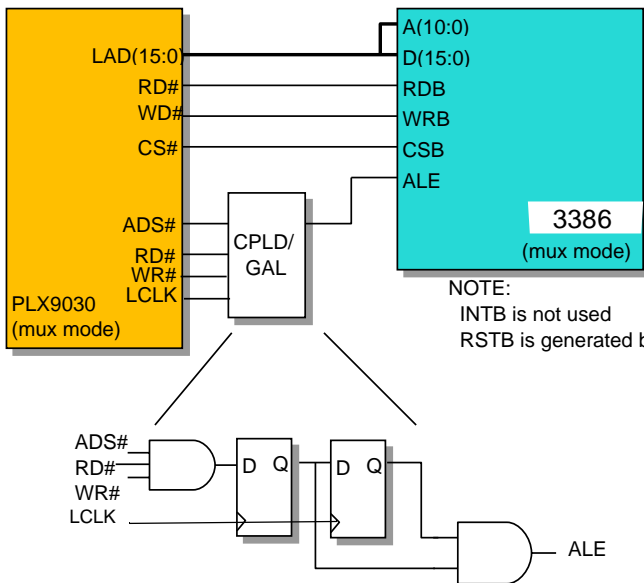 LAD(15:0)
RD#
WD#
CS#
ADS#
RD#
WR#
LCLK
PLX9030
(mux mode)
CPLD/
GAL
A(10:0)
D(15:0)
RDB
WRB
CSB
ALE
3386
(mux mode)
NOTE:
INTB is not used
RSTB is generated b
ADS#
RD#
WR#
LCLK
D Q
D Q
ALE